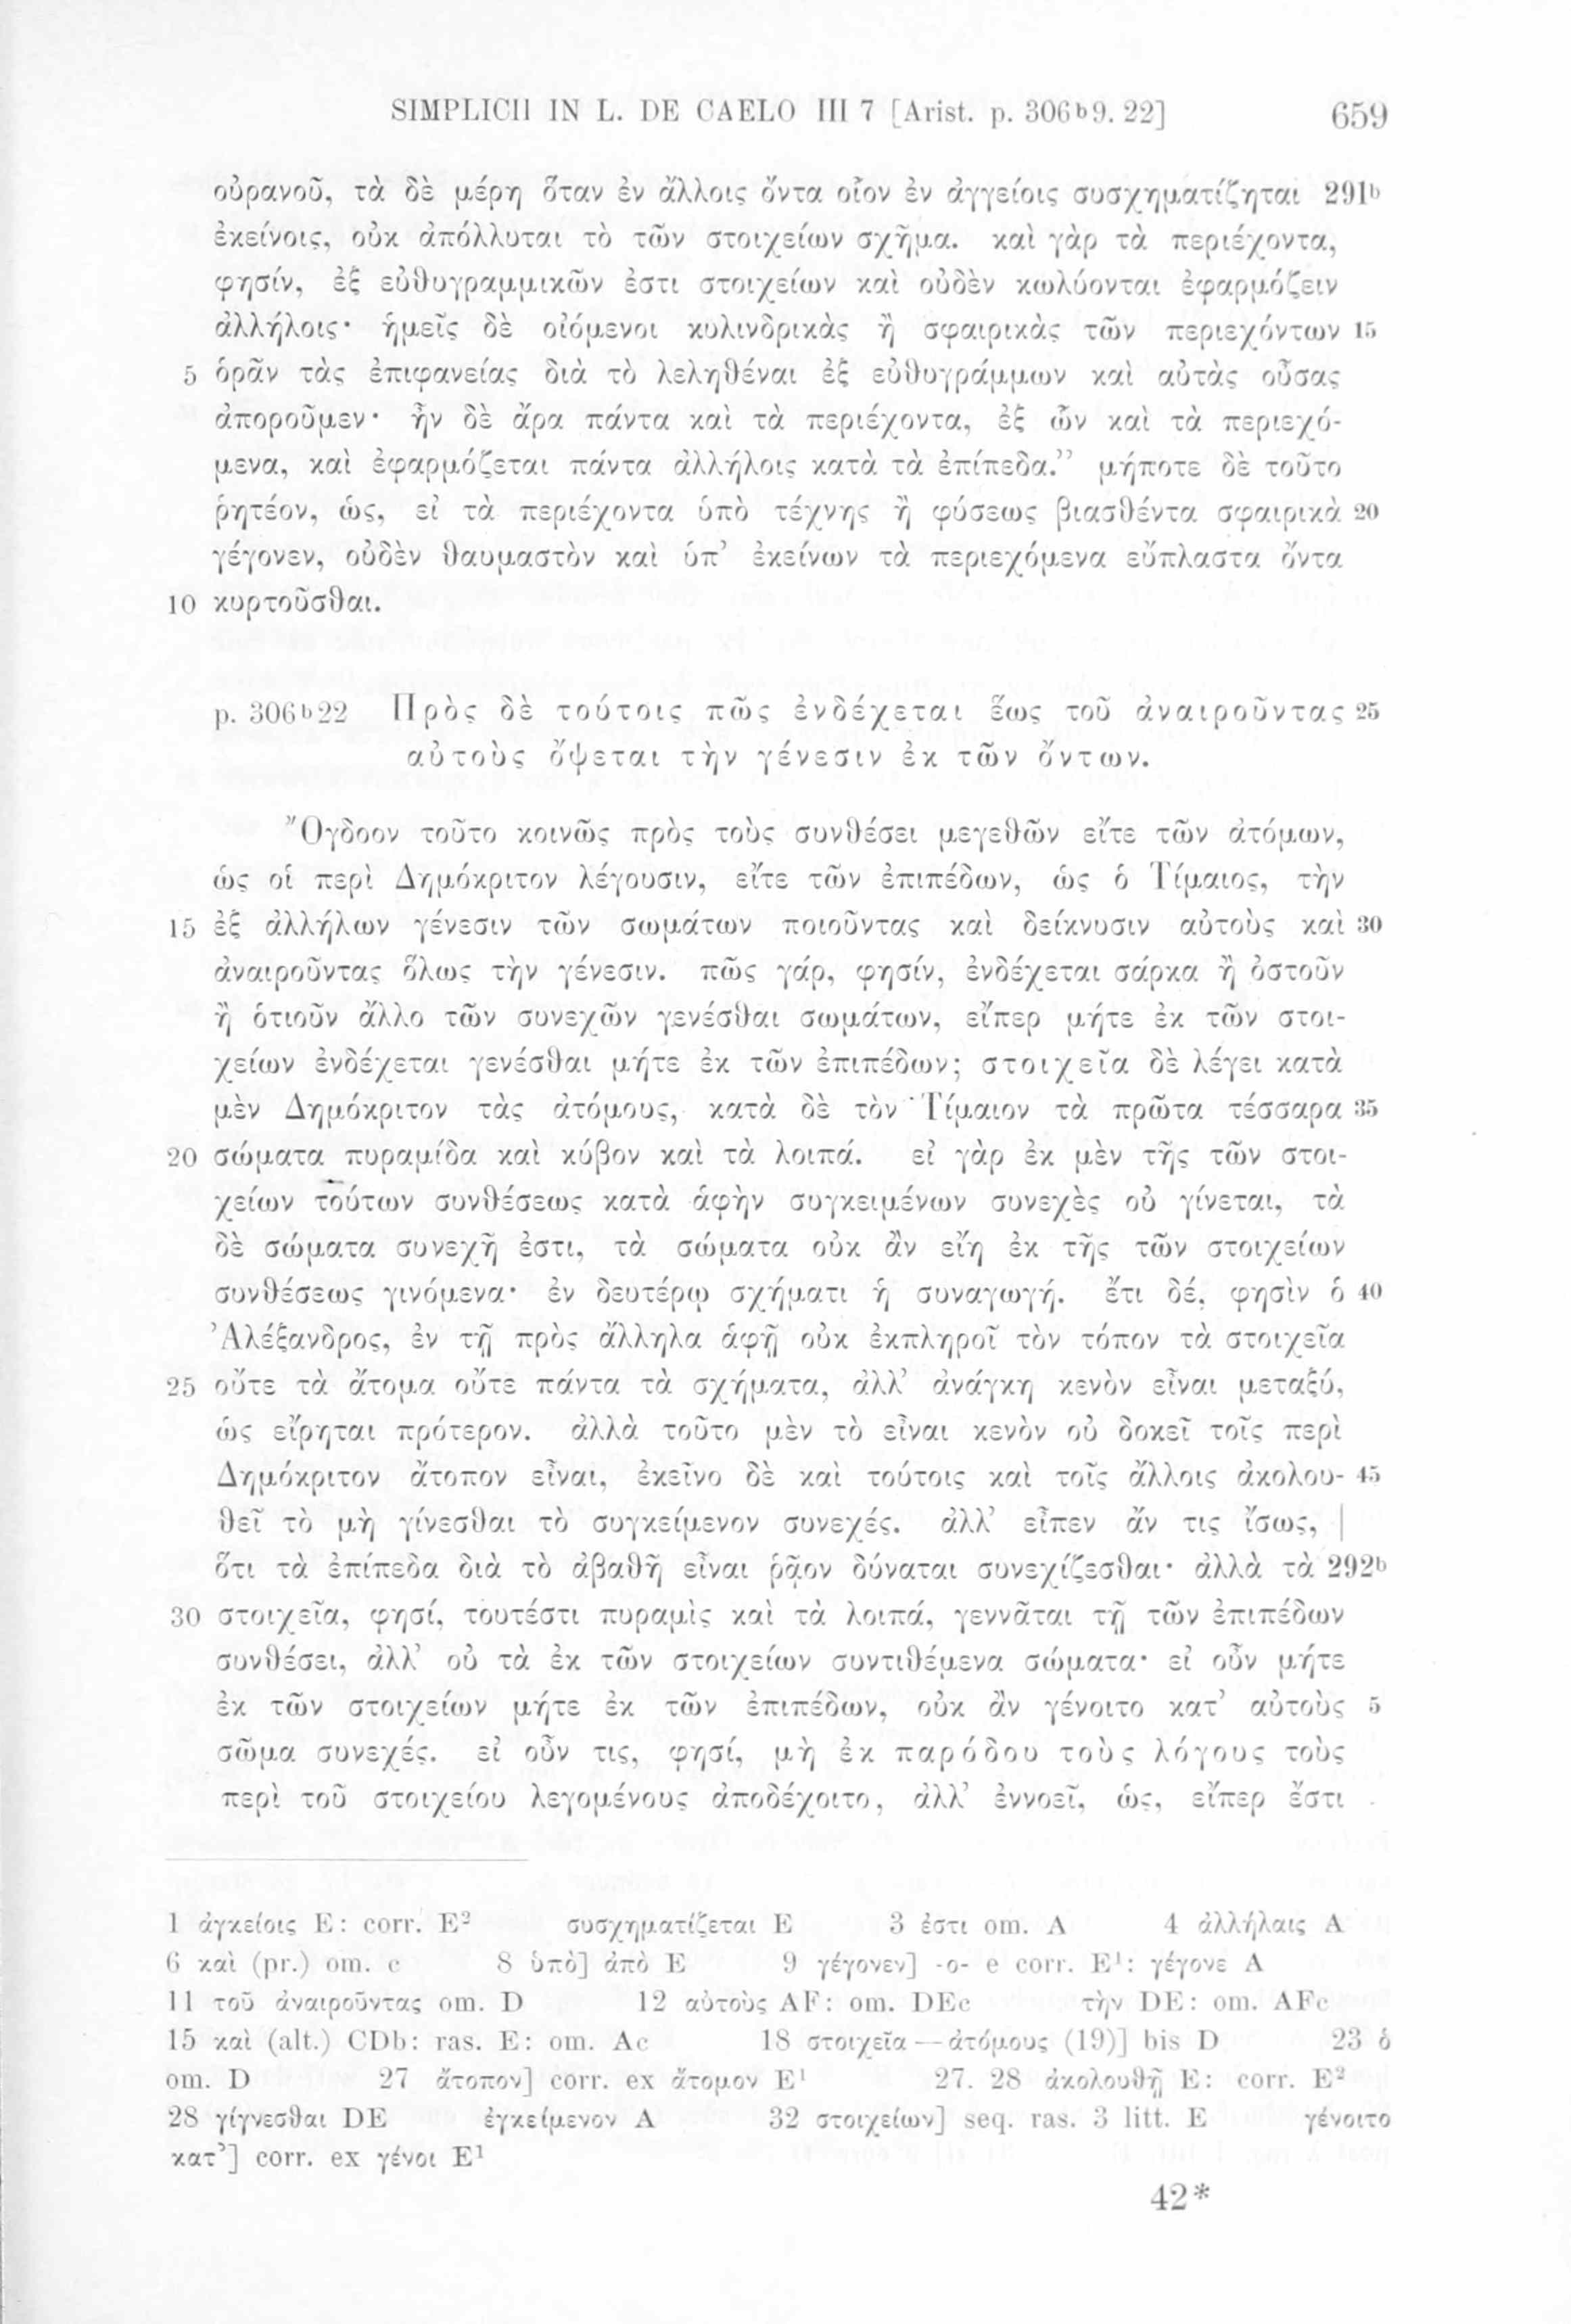 SIMPLICII IN L. DE CAELO III 7 [Arist. p. 306b9. 22] 659
οὐρανοῦ, τὰ δὲ μέρη ὅταν ἐν ἄλλοις ὄντα οἷον ἐν ἀγγείοις συσχηματίζηται 291b
ἐκείνοις, οὐκ ἀπόλλυται τὸ τῶν στοιχείων σχῆμα. καὶ γὰρ τὰ περιέχοντα,
φησίν, ἐξ εὐθυγραμμικῶν ἐστι στοιχείων καὶ οὐδὲν κωλύονται ἐφαρμόζειν
ἀλλήλοις· ἡμεῖς δὲ οἰόμενοι κυλινδρικὰς ἢ σφαιρικὰς τῶν περιεχόντων 15
5 ὁρᾶν τὰς ἐπιφανείας διὰ τὸ λεληθέναι ἐξ εὐθυγράμμων καὶ αὐτὰς οὔσας
ἀποροῦμεν· ἦν δὲ ἄρα πάντα καὶ τὰ περιέχοντα, ἐξ ὧν καὶ τὰ περιεχό-
μενα, καὶ ἐφαρμόζεται πάντα ἀλλήλοις κατὰ τὰ ἐπίπεδα.” μήποτε δὲ τοῦτο
ῥητέον, ὡς, εἰ τὰ περιέχοντα ὑπὸ τέχνης ἢ φύσεως βιασθέντα σφαιρικὰ 20
γέγονεν, οὐδὲν θαυμαστὸν καὶ ὑπ’ ἐκείνων τὰ περιεχόμενα εὔπλαστα ὄντα
10 κυρτοῦσθαι.
p. 306b22 Πρὸς δὲ τούτοις πῶς ἐνδέχεται ἕως τοῦ ἀναιροῦντας 25
αὐτοὺς ὄψεται τὴν γένεσιν ἐκ τῶν ὄντων.
Ὄγδοον τοῦτο κοινῶς πρὸς τοὺς συνθέσει μεγεθῶν εἴτε τῶν ἀτόμων,
ὡς οἱ περὶ Δημόκριτον λέγουσιν, εἴτε τῶν ἐπιπέδων, ὡς ὁ Τίμαιος, τὴν
15 ἐξ ἀλλήλων γένεσιν τῶν σωμάτων ποιοῦντας καὶ δείκνυσιν αὐτοὺς καὶ 30
ἀναιροῦντας ὅλως τὴν γένεσιν. πῶς γάρ, φησίν, ἐνδέχεται σάρκα ἢ ὀστοῦν
ἢ ὁτιοῦν ἄλλο τῶν συνεχῶν γενέσθαι σωμάτων, εἴπερ μήτε ἐκ τῶν στοι-
χείων ἐνδέχεται γενέσθαι μήτε ἐκ τῶν ἐπιπέδων; στοιχεῖα δὲ λέγει κατὰ
μὲν Δημόκριτον τὰς ἀτόμους, κατὰ δὲ τὸν Τίμαιον τὰ πρῶτα τέσσαρα 35
20 σώματα πυραμίδα καὶ κύβον καὶ τὰ λοιπά. εἰ γὰρ ἐκ μὲν τῆς τῶν στοι-
χείων τούτων συνθέσεως κατὰ ἁφὴν συγκειμένων συνεχὲς οὐ γίνεται, τὰ
δὲ σώματα συνεχῆ ἐστι, τὰ σώματα οὐκ ἂν εἴη ἐκ τῆς τῶν στοιχείων
συνθέσεως γινόμενα· ἐν δευτέρῳ σχήματι ἡ συναγωγή. ἔτι δέ, φησὶν ὁ 40
Ἀλέξανδρος, ἐν τῇ πρὸς ἄλληλα ἁφῇ οὐκ ἐκπληροῖ τὸν τόπον τὰ στοιχεῖα
25 οὔτε τὰ ἄτομα οὔτε πάντα τὰ σχήματα, ἀλλ’ ἀνάγκη κενὸν εἶναι μεταξύ,
ὡς εἴρηται πρότερον. ἀλλὰ τοῦτο μὲν τὸ εἶναι κενὸν οὐ δοκεῖ τοῖς περὶ
Δημόκριτον ἄτοπον εἶναι, ἐκεῖνο δὲ καὶ τούτοις καὶ τοῖς ἄλλοις ἀκολου- 45
θεῖ τὸ μὴ γίνεσθαι τὸ συγκείμενον συνεχές. ἀλλ’ εἶπεν ἄν τις ἴσως, |
ὅτι τὰ ἐπίπεδα διὰ τὸ ἀβαθῆ εἶναι ῥᾷον δύναται συνεχίζεσθαι· ἀλλὰ τὰ 292b
30 στοιχεῖα, φησί, τουτέστι πυραμὶς καὶ τὰ λοιπά, γεννᾶται τῇ τῶν ἐπιπέδων
συνθέσει, ἀλλ’ οὐ τὰ ἐκ τῶν στοιχείων συντιθέμενα σώματα· εἰ οὖν μήτε
ἐκ τῶν στοιχείων μήτε ἐκ τῶν ἐπιπέδων, οὐκ ἂν γένοιτο κατ’ αὐτοὺς 5
σῶμα συνεχές. εἰ οὖν τις, φησί, μὴ ἐκ παρόδου τοὺς λόγους τοὺς
περὶ τοῦ στοιχείου λεγομένους ἀποδέχοιτο, ἀλλ’ ἐννοεῖ, ὡς, εἴπερ ἔστι
1 ἀγκείοις E: corr. E² συσχηματίζεται E 3 ἐστι om. A 4 ἀλλήλαις A
6 καὶ (pr.) om. c 8 ὑπὸ] ἀπὸ E 9 γέγονεν] -ο- e corr. E¹: γέγονε A
11 τοῦ ἀναιροῦντας om. D 12 αὐτοὺς AF: om. DEc τὴν DE: om. AFc
15 καὶ (alt.) CDb: ras. E: om. Ac 18 στοιχεῖα — ἀτόμους (19)] bis D 23 ὁ
om. D 27 ἄτοπον] corr. ex ἄτομον E¹ 27. 28 ἀκολουθῇ E: corr. E²
28 γίγνεσθαι DE ἐγκείμενον A 32 στοιχείων] seq. ras. 3 litt. E γένοιτο
κατ’] corr. ex γένοι E¹
42*